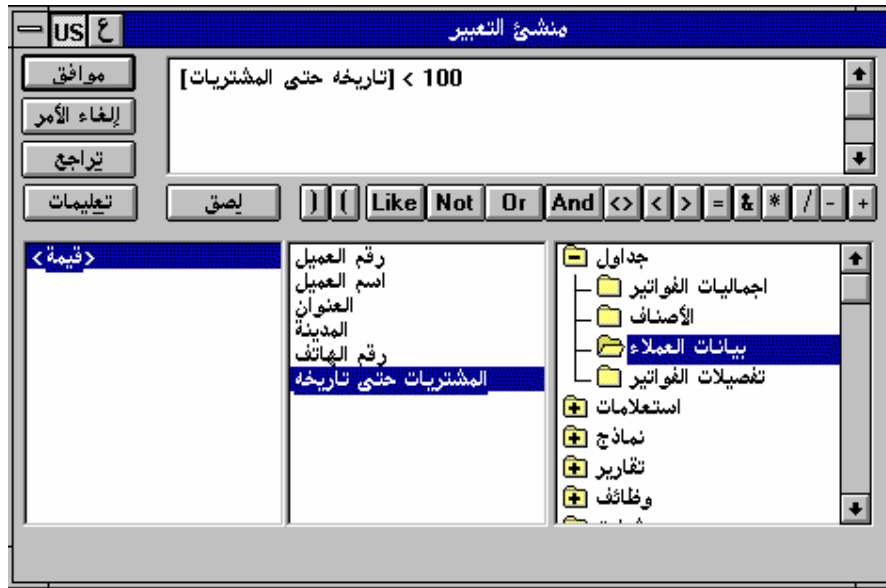 US ع منشئ التعبير
موافق
إلغاء الأمر
تراجع
تعليمات
[تاريخه حتى المشتريات] > 100
لصق ) ( Like Not Or And <> < > = & * / - +
جداول
اجماليات الفواتير
الأصناف
بيانات العملاء
تفصيلات الفواتير
استعلامات
نماذج
تقارير
وظائف
رقم العميل
اسم العميل
العنوان
المدينة
رقم الهاتف
المشتريات حتى تاريخه
<قيمة>